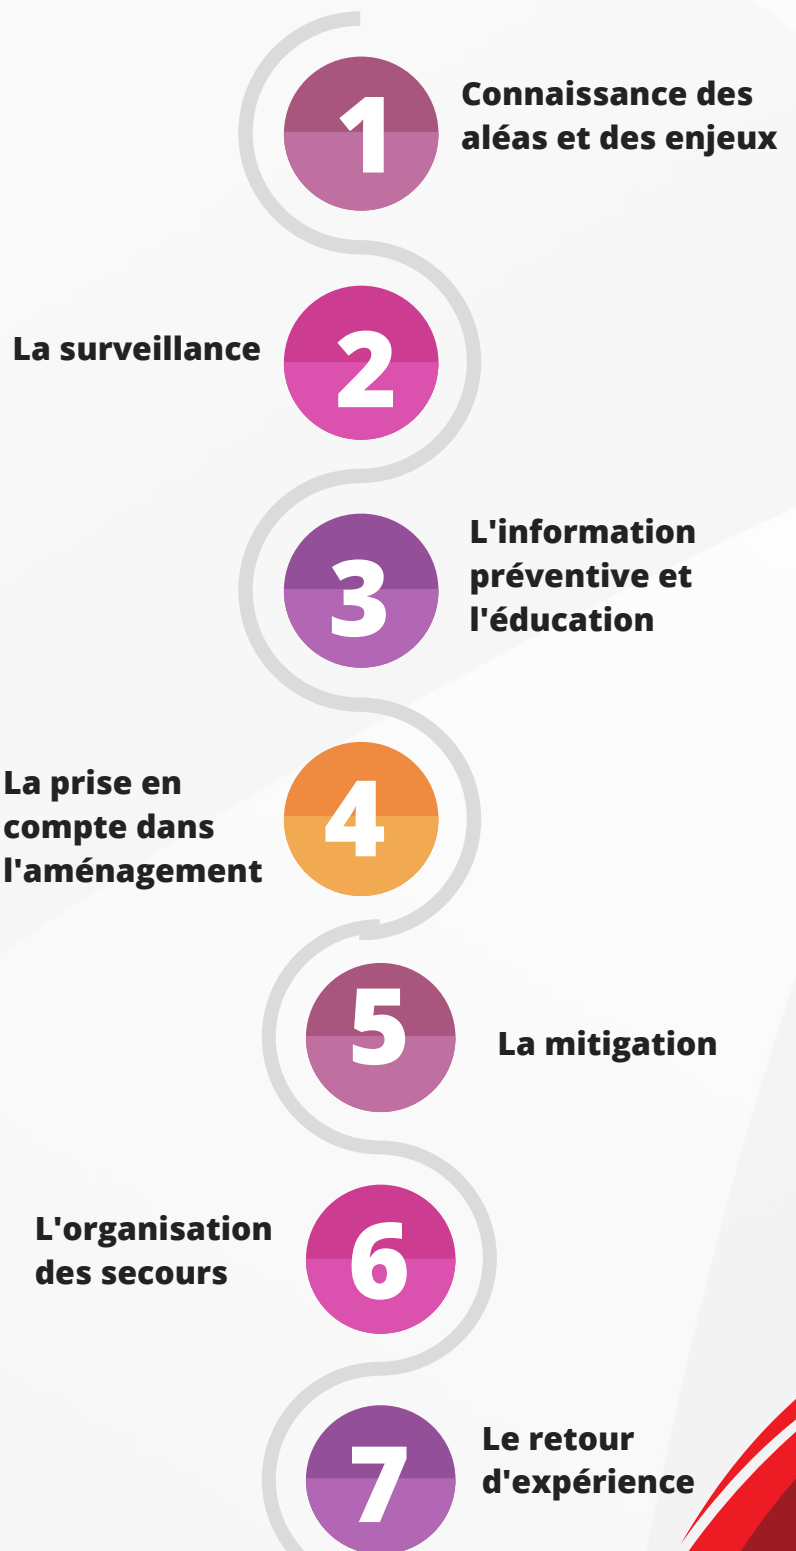 1
Connaissance des
aléas et des enjeux
La surveillance
2
3
L'information
préventive et
l'éducation
La prise en
compte dans
l'aménagement
4
5
La mitigation
L'organisation
des secours
6
7
Le retour
d'expérience